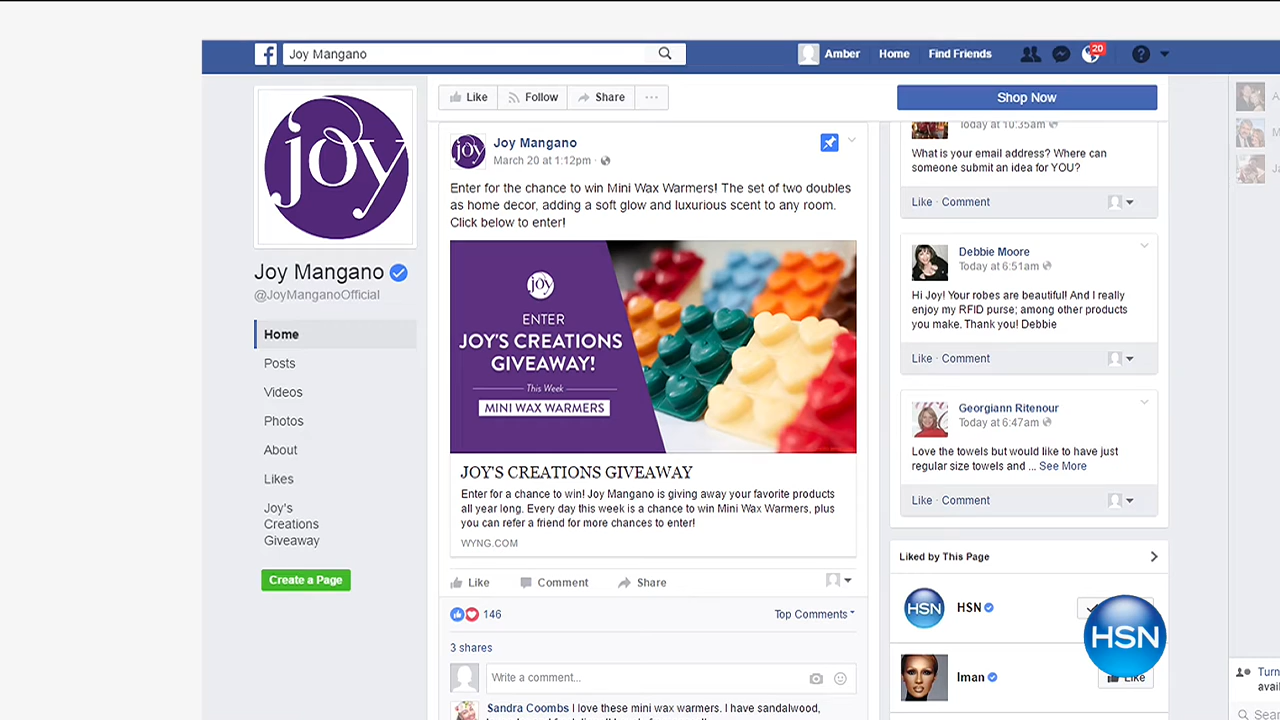 Joy Mangano
Amber
Home
Find Friends
20
?
Like
Follow
Share
Shop Now
joy
Joy Mangano
@JoyManganoOfficial
Home
Posts
Videos
Photos
About
Likes
Joy's
Creations
Giveaway
Create a Page
joy
Joy Mangano
March 20 at 1:12pm ·
Enter for the chance to win Mini Wax Warmers! The set of two doubles
as home decor, adding a soft glow and luxurious scent to any room.
Click below to enter!
joy
ENTER
JOY'S CREATIONS
GIVEAWAY!
This Week
MINI WAX WARMERS
JOY'S CREATIONS GIVEAWAY
Enter for a chance to win! Joy Mangano is giving away your favorite products
all year long. Every day this week is a chance to win Mini Wax Warmers, plus
you can refer a friend for more chances to enter!
WYNG.COM
Like
Comment
Share
146
Top Comments
3 shares
Write a comment...
Sandra Coombs I love these mini wax warmers. I have sandalwood,
Today at 10:35am
What is your email address? Where can
someone submit an idea for YOU?
Like · Comment
Debbie Moore
Today at 6:51am
Hi Joy! Your robes are beautiful! And I really
enjoy my RFID purse; among other products
you make. Thank you! Debbie
Like · Comment
Georgiann Ritenour
Today at 6:47am
Love the towels but would like to have just
regular size towels and ... See More
Like · Comment
Liked by This Page
HSN
HSN
HSN
Iman
Like
Turn
avai
Sear